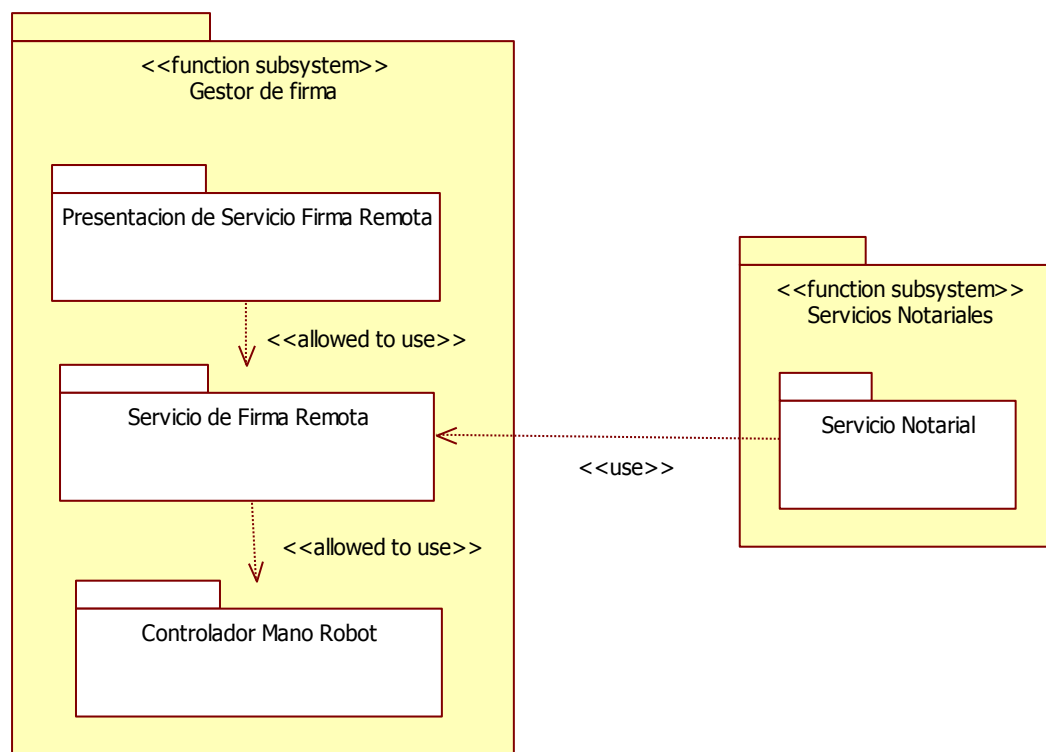 <<function subsystem>>
Gestor de firma
Presentacion de Servicio Firma Remota
<<allowed to use>>
Servicio de Firma Remota
<<allowed to use>>
Controlador Mano Robot
<<use>>
<<function subsystem>>
Servicios Notariales
Servicio Notarial